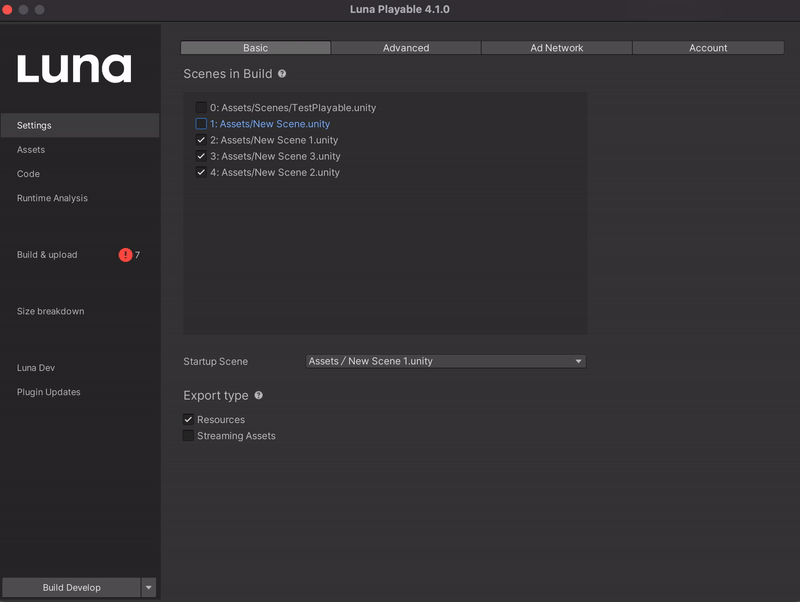 Luna Playable 4.1.0
Luna
Basic
Advanced
Ad Network
Account
Settings
Assets
Code
Runtime Analysis
Build & upload
! 7
Size breakdown
Luna Dev
Plugin Updates
Build Develop
Scenes in Build ?
0: Assets/Scenes/TestPlayable.unity
1: Assets/New Scene.unity
2: Assets/New Scene 1.unity
3: Assets/New Scene 3.unity
4: Assets/New Scene 2.unity
Startup Scene
Assets / New Scene 1.unity
Export type ?
Resources
Streaming Assets